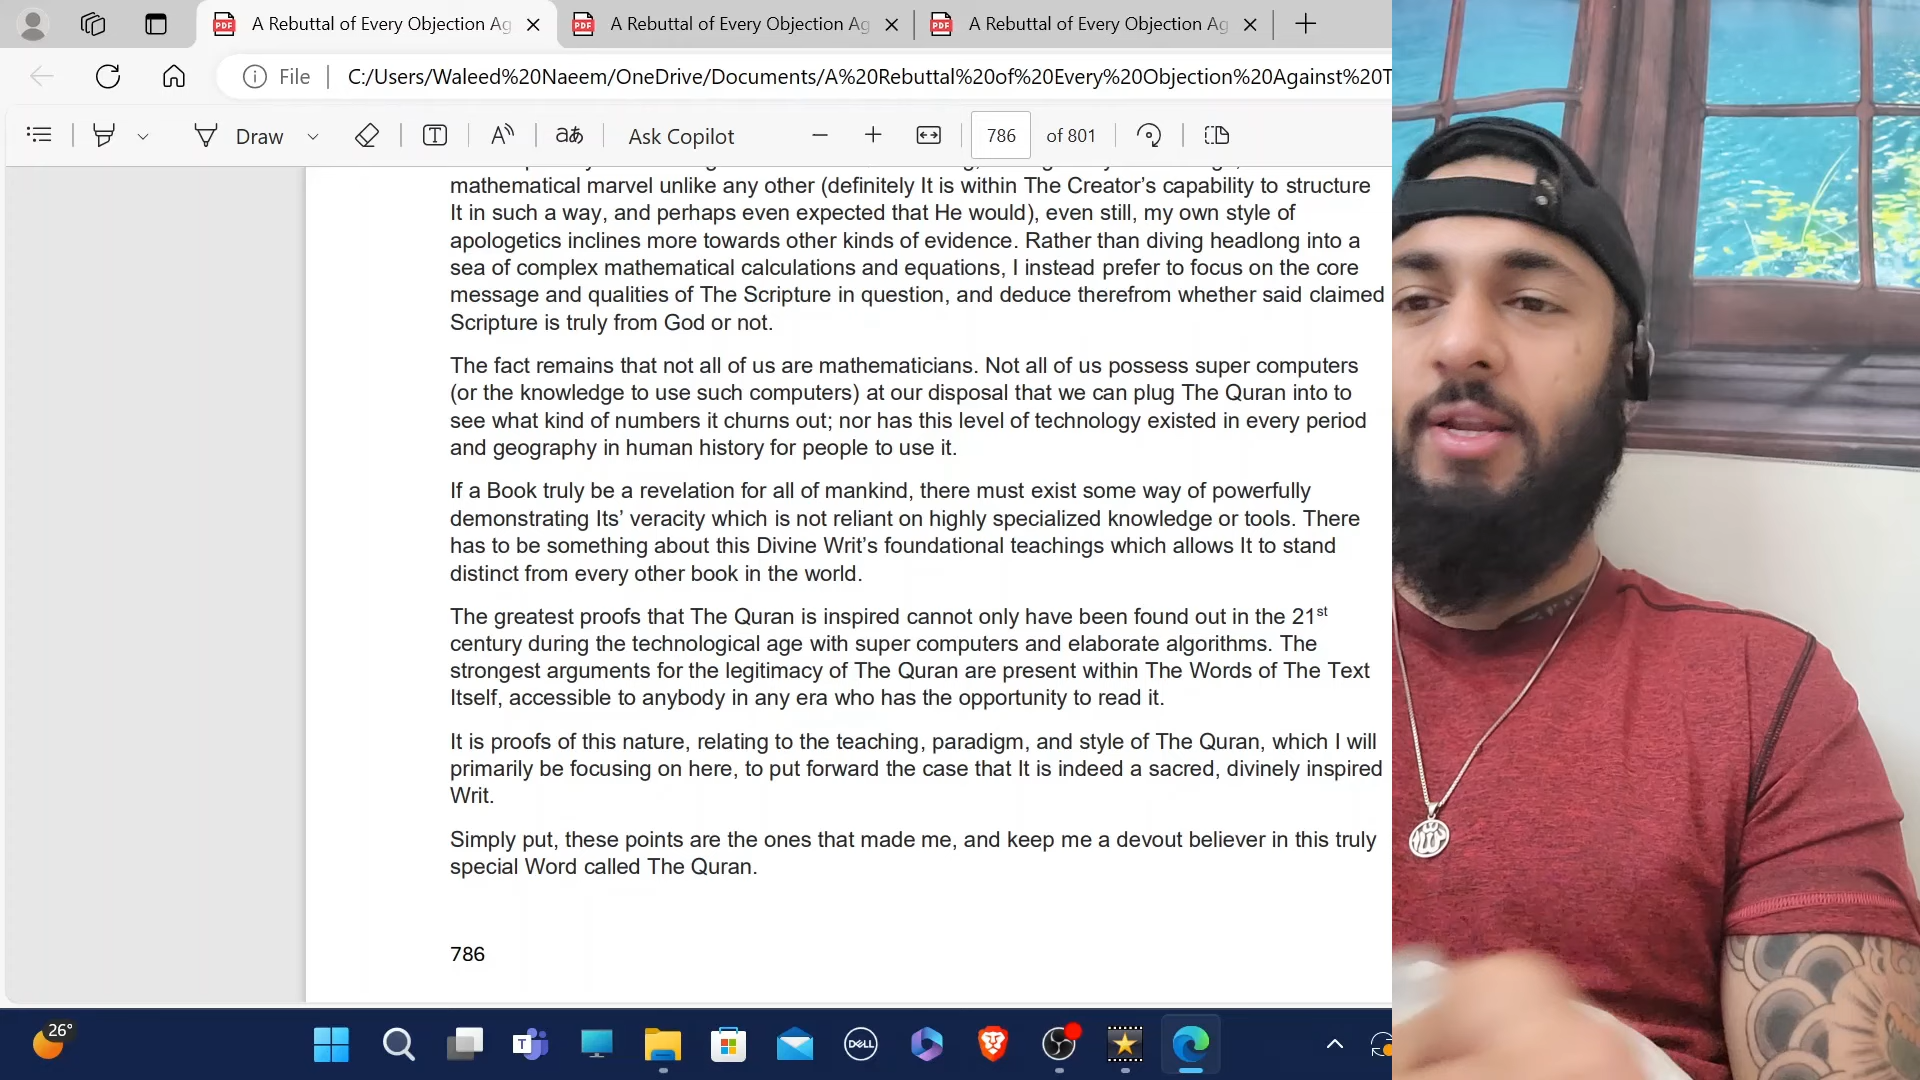 A Rebuttal of Every Objection Ag
A Rebuttal of Every Objection Ag
A Rebuttal of Every Objection Ag
File
C:/Users/Waleed%20Naeem/OneDrive/Documents/A%20Rebuttal%20of%20Every%20Objection%20Against%20T
Draw
T
A
aあ
Ask Copilot
786 of 801
mathematical marvel unlike any other (definitely It is within The Creator’s capability to structure
It in such a way, and perhaps even expected that He would), even still, my own style of
apologetics inclines more towards other kinds of evidence. Rather than diving headlong into a
sea of complex mathematical calculations and equations, I instead prefer to focus on the core
message and qualities of The Scripture in question, and deduce therefrom whether said claimed
Scripture is truly from God or not.
The fact remains that not all of us are mathematicians. Not all of us possess super computers
(or the knowledge to use such computers) at our disposal that we can plug The Quran into to
see what kind of numbers it churns out; nor has this level of technology existed in every period
and geography in human history for people to use it.
If a Book truly be a revelation for all of mankind, there must exist some way of powerfully
demonstrating Its’ veracity which is not reliant on highly specialized knowledge or tools. There
has to be something about this Divine Writ’s foundational teachings which allows It to stand
distinct from every other book in the world.
The greatest proofs that The Quran is inspired cannot only have been found out in the 21st
century during the technological age with super computers and elaborate algorithms. The
strongest arguments for the legitimacy of The Quran are present within The Words of The Text
Itself, accessible to anybody in any era who has the opportunity to read it.
It is proofs of this nature, relating to the teaching, paradigm, and style of The Quran, which I will
primarily be focusing on here, to put forward the case that It is indeed a sacred, divinely inspired
Writ.
Simply put, these points are the ones that made me, and keep me a devout believer in this truly
special Word called The Quran.
786
26°
DELL